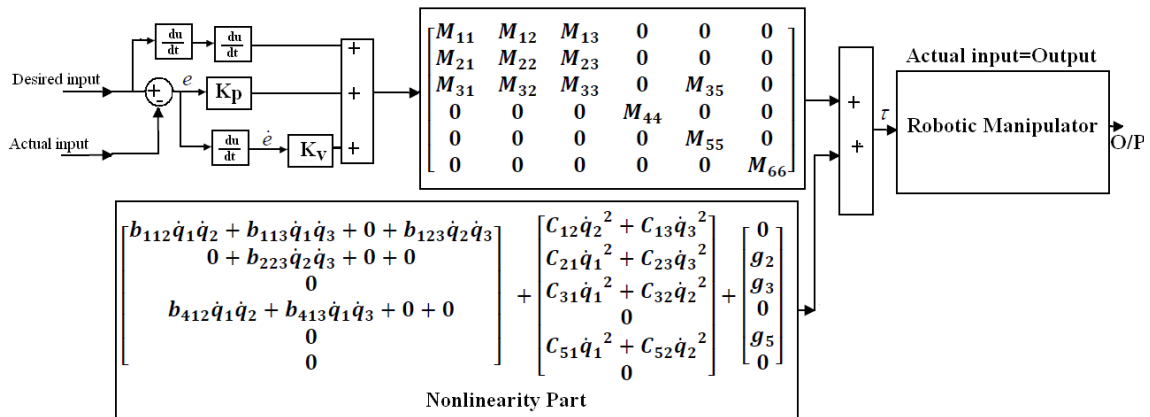 du/dt du/dt +
Desired input + - e Kp +
Actual input du/dt ė Kv +
M₁₁ M₁₂ M₁₃ 0 0 0
M₂₁ M₂₂ M₂₃ 0 0 0
M₃₁ M₃₂ M₃₃ 0 M₃₅ 0
0 0 0 M₄₄ 0 0
0 0 0 0 M₅₅ 0
0 0 0 0 0 M₆₆
+
+
τ
Actual input=Output
Robotic Manipulator
O/P
b₁₁₂q̇₁q̇₂ + b₁₁₃q̇₁q̇₃ + 0 + b₁₂₃q̇₂q̇₃
0 + b₂₂₃q̇₂q̇₃ + 0 + 0
0
b₄₁₂q̇₁q̇₂ + b₄₁₃q̇₁q̇₃ + 0 + 0
0
0
+
C₁₂q̇₂² + C₁₃q̇₃²
C₂₁q̇₁² + C₂₃q̇₃²
C₃₁q̇₁² + C₃₂q̇₂²
0
C₅₁q̇₁² + C₅₂q̇₂²
0
+
0
g₂
g₃
0
g₅
0
Nonlinearity Part